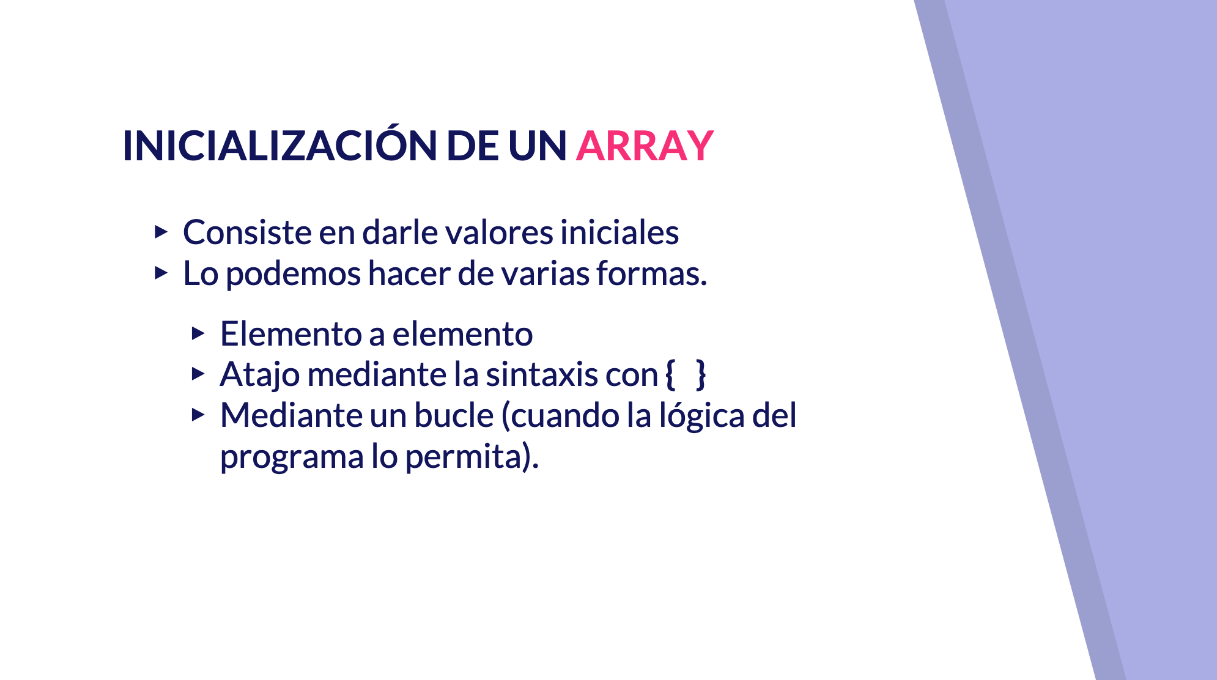 INICIALIZACIÓN DE UN ARRAY
▸ Consiste en darle valores iniciales
▸ Lo podemos hacer de varias formas.
▸ Elemento a elemento
▸ Atajo mediante la sintaxis con { }
▸ Mediante un bucle (cuando la lógica del
programa lo permita).